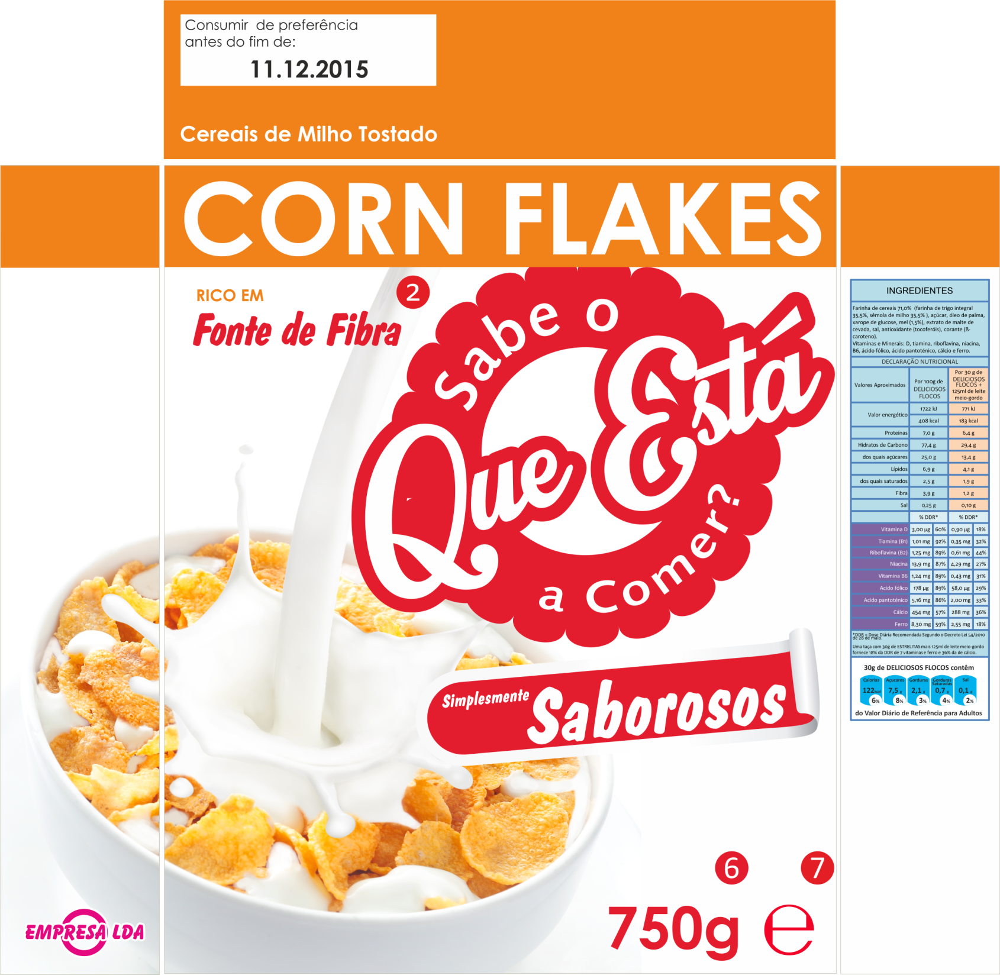 Consumir de preferência
antes do fim de:
11.12.2015
Cereais de Milho Tostado
CORN FLAKES
RICO EM
2
Fonte de Fibra
Sabe o
Que Está
a Comer?
Simplesmente Saborosos
6 7
750g e
EMPRESA LDA
INGREDIENTES
Farinha de cereais 71,0% (farinha de trigo integral
35,5%, sêmola de milho 35,5% ), açúcar, óleo de palma,
xarope de glucose, mel (1,5%), extrato de malte de
cevada, sal, antioxidante (tocoferóis), corante (ß-
caroteno).
Vitaminas e Minerais: D, tiamina, riboflavina, niacina,
B6, ácido fólico, ácido pantoténico, cálcio e ferro.
DECLARAÇÃO NUTRICIONAL
Valores Aproximados
Por 100g de
DELICIOSOS
FLOCOS
Por 30 g de
DELICIOSOS
FLOCOS +
125ml de leite
meio-gordo
Valor energético
1722 kJ 771 kJ
408 kcal 183 kcal
Proteínas 7,0 g 6,4 g
Hidratos de Carbono 77,4 g 29,4 g
dos quais açúcares 25,0 g 13,4 g
Lípidos 6,9 g 4,1 g
dos quais saturados 2,5 g 1,9 g
Fibra 3,9 g 1,2 g
Sal 0,25 g 0,10 g
% DDR* % DDR*
Vitamina D 3,00 µg 60% 0,90 µg 18%
Tiamina (B1) 1,01 mg 92% 0,35 mg 32%
Riboflavina (B2) 1,25 mg 89% 0,61 mg 44%
Niacina 13,9 mg 87% 4,29 mg 27%
Vitamina B6 1,24 mg 89% 0,43 mg 31%
Acido fólico 178 µg 89% 58,0 µg 29%
Acido pantoténico 5,16 mg 86% 2,00 mg 33%
Cálcio 454 mg 57% 288 mg 36%
Ferro 8,30 mg 59% 2,55 mg 18%
*DDR = Dose Diária Recomendada Segundo o Decreto Lei 54/2010
de 28 de maio.
Uma taça com 30g de ESTRELITAS mais 125ml de leite meio-gordo
fornece 18% da DDR de 7 vitaminas e ferro e 36% da de cálcio.
30g de DELICIOSOS FLOCOS contêm
Calorias Açucares Gorduras Gorduras Saturadas Sal
122kcal 7,5 g 2,1 g 0,7 g 0,1 g
6% 8% 3% 4% 2%
do Valor Diário de Referência para Adultos